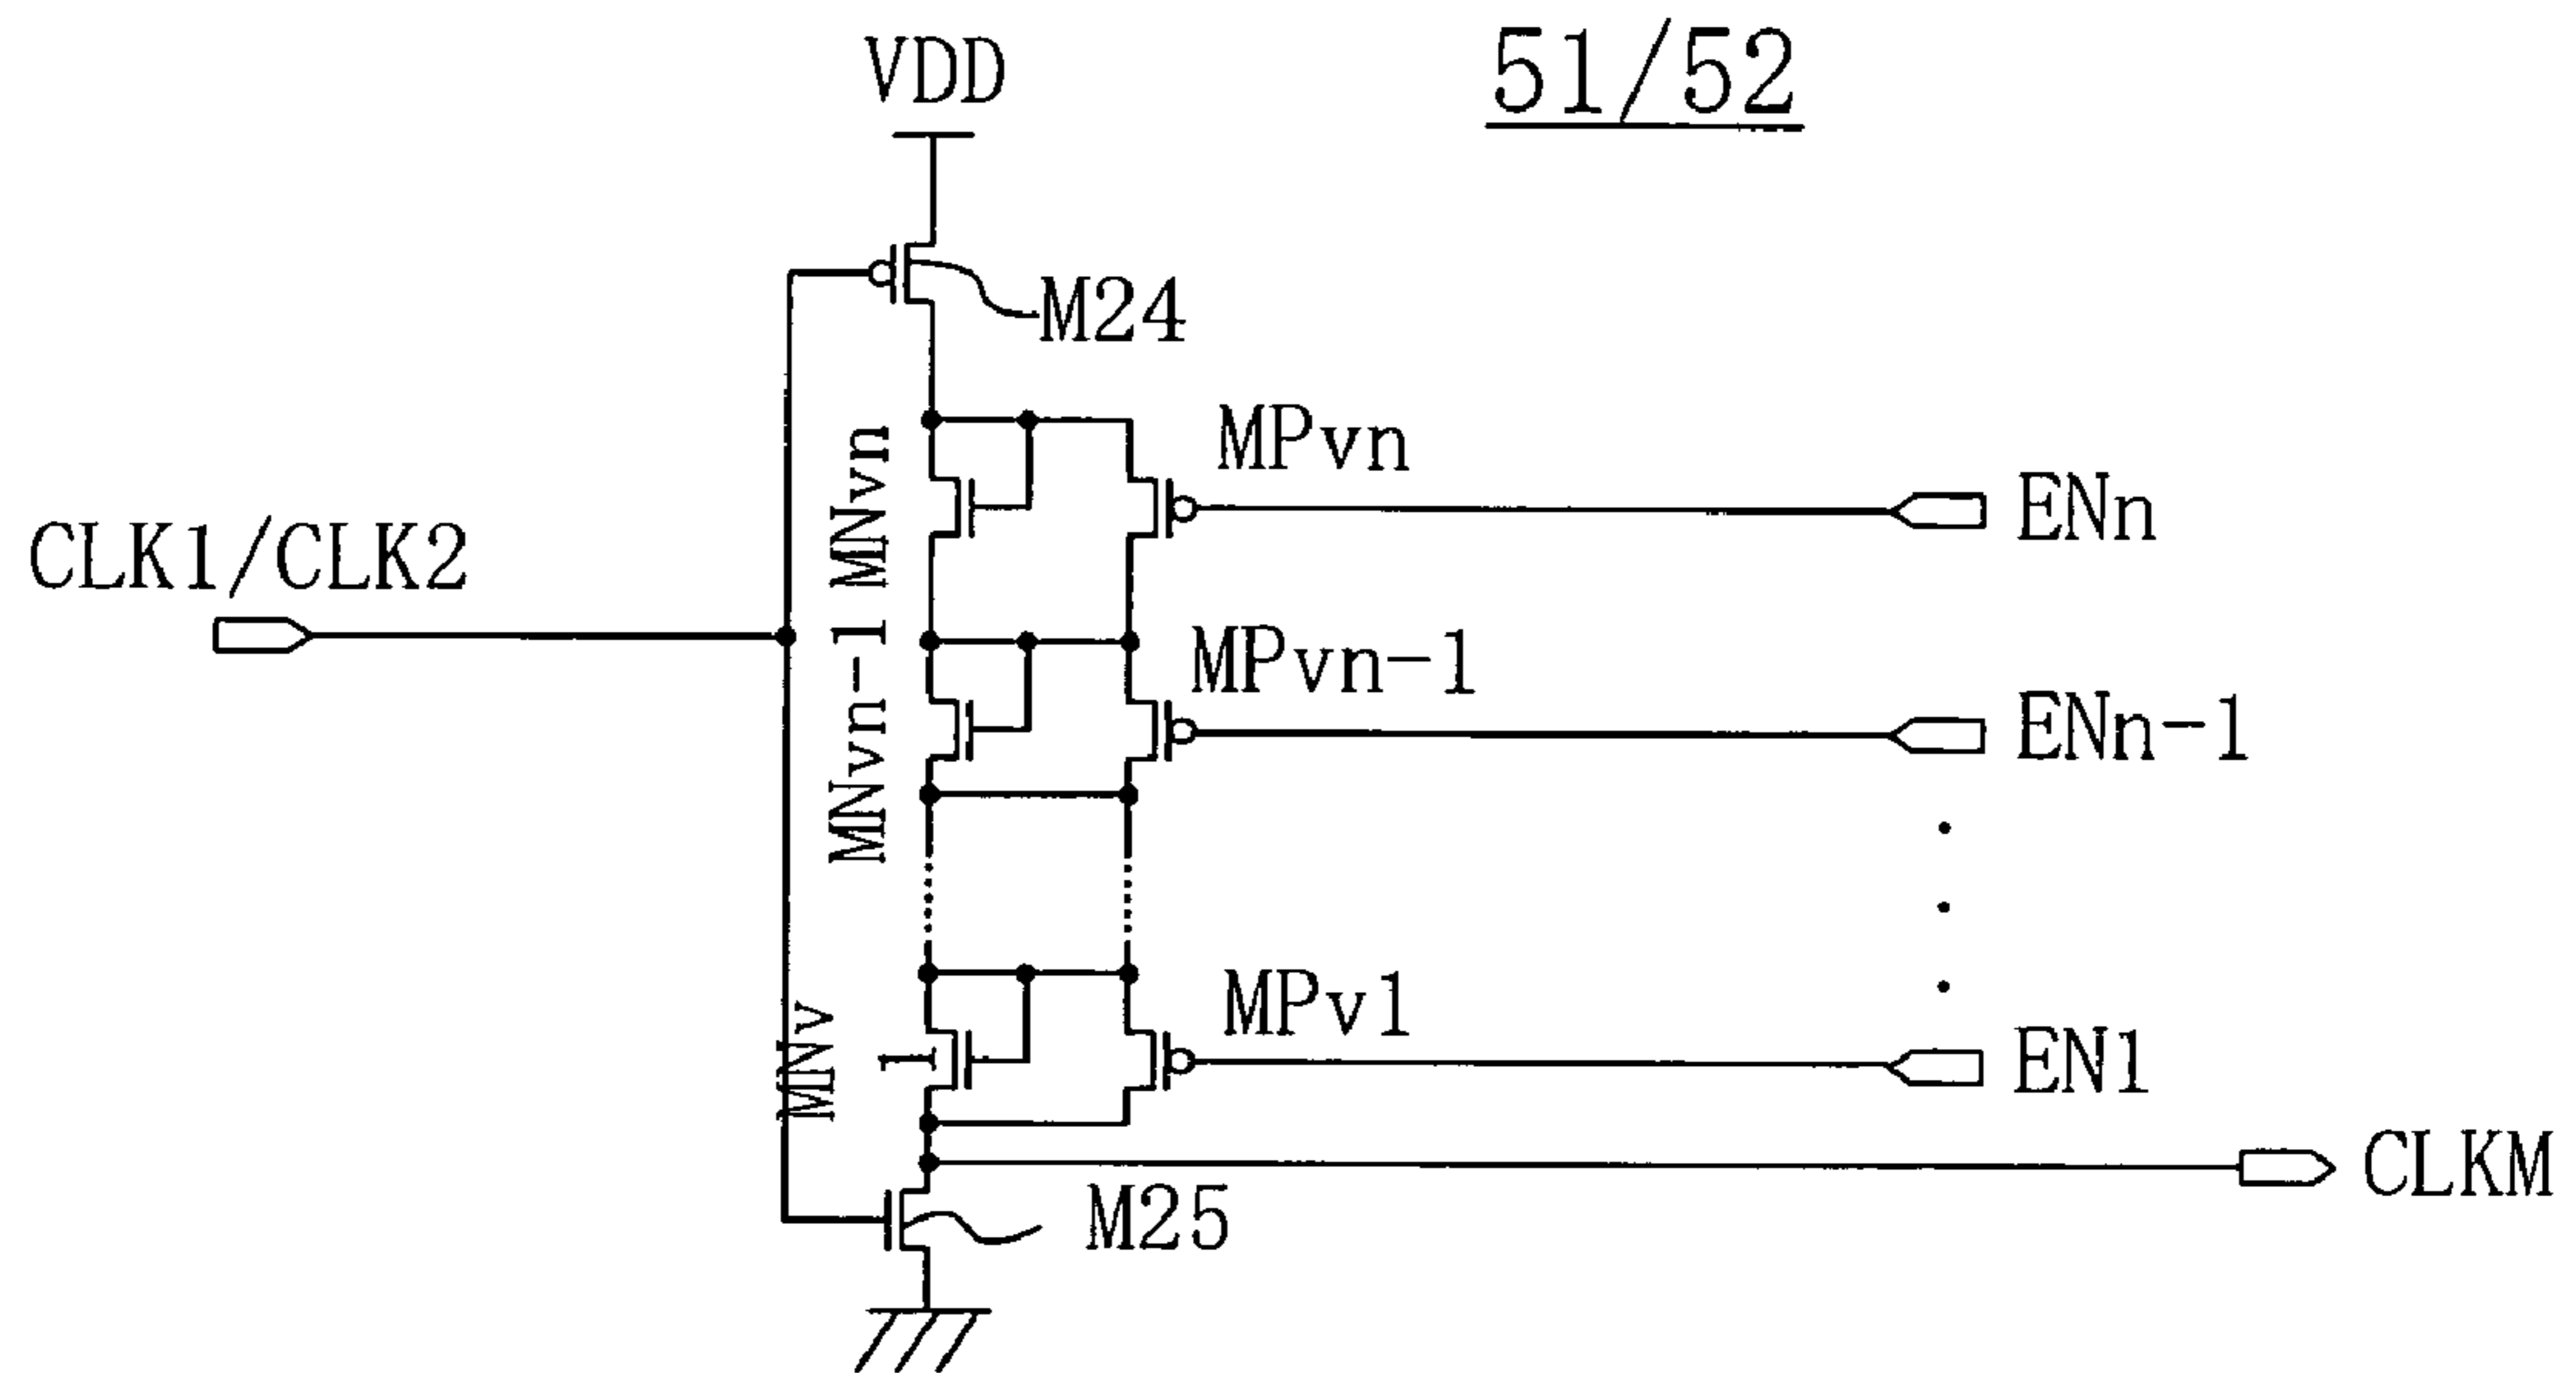 VDD
51/52
M24
MPvn
MNvn
ENn
CLK1/CLK2
MPvn-1
MNvn-1
ENn-1
MPv1
MNv1
EN1
CLKM
M25